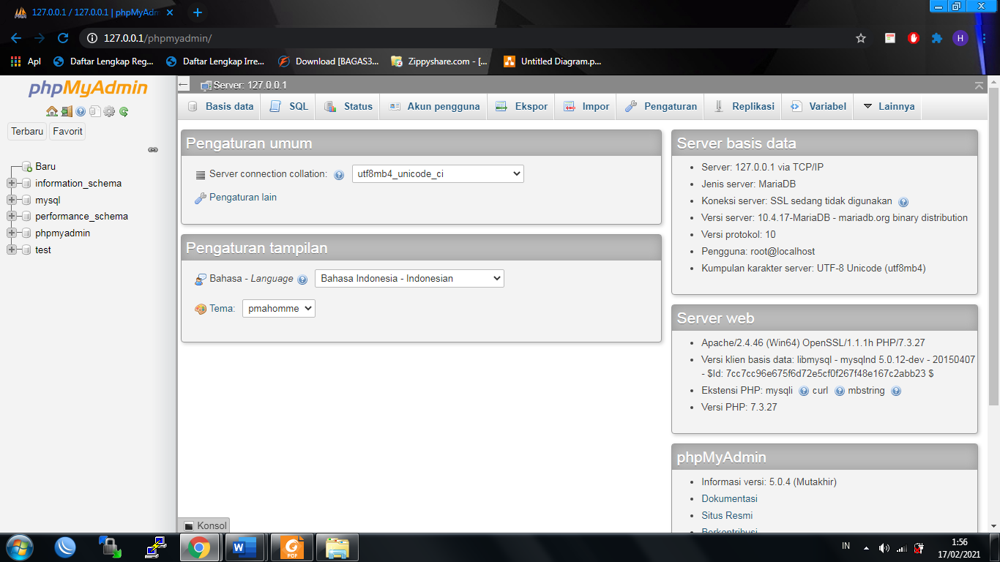 127.0.0.1 / 127.0.0.1 | phpMyAdm
127.0.0.1/phpmyadmin/
H
Apl
Daftar Lengkap Reg...
Daftar Lengkap Irre...
Download [BAGAS3...
Zippyshare.com - [...
Untitled Diagram.p...
phpMyAdmin
Terbaru
Favorit
Baru
information_schema
mysql
performance_schema
phpmyadmin
test
Server: 127.0.0.1
Basis data
SQL
Status
Akun pengguna
Ekspor
Impor
Pengaturan
Replikasi
Variabel
Lainnya
Pengaturan umum
Server connection collation:
utf8mb4_unicode_ci
Pengaturan lain
Pengaturan tampilan
Bahasa - Language
Bahasa Indonesia - Indonesian
Tema:
pmahomme
Server basis data
Server: 127.0.0.1 via TCP/IP
Jenis server: MariaDB
Koneksi server: SSL sedang tidak digunakan
Versi server: 10.4.17-MariaDB - mariadb.org binary distribution
Versi protokol: 10
Pengguna: root@localhost
Kumpulan karakter server: UTF-8 Unicode (utf8mb4)
Server web
Apache/2.4.46 (Win64) OpenSSL/1.1.1h PHP/7.3.27
Versi klien basis data: libmysql - mysqlnd 5.0.12-dev - 20150407
- $Id: 7cc7cc96e675f6d72e5cf0f267f48e167c2abb23 $
Ekstensi PHP: mysqli curl mbstring
Versi PHP: 7.3.27
phpMyAdmin
Informasi versi: 5.0.4 (Mutakhir)
Dokumentasi
Situs Resmi
Berkontribusi
Konsol
W
PDF
IN
1:56
17/02/2021